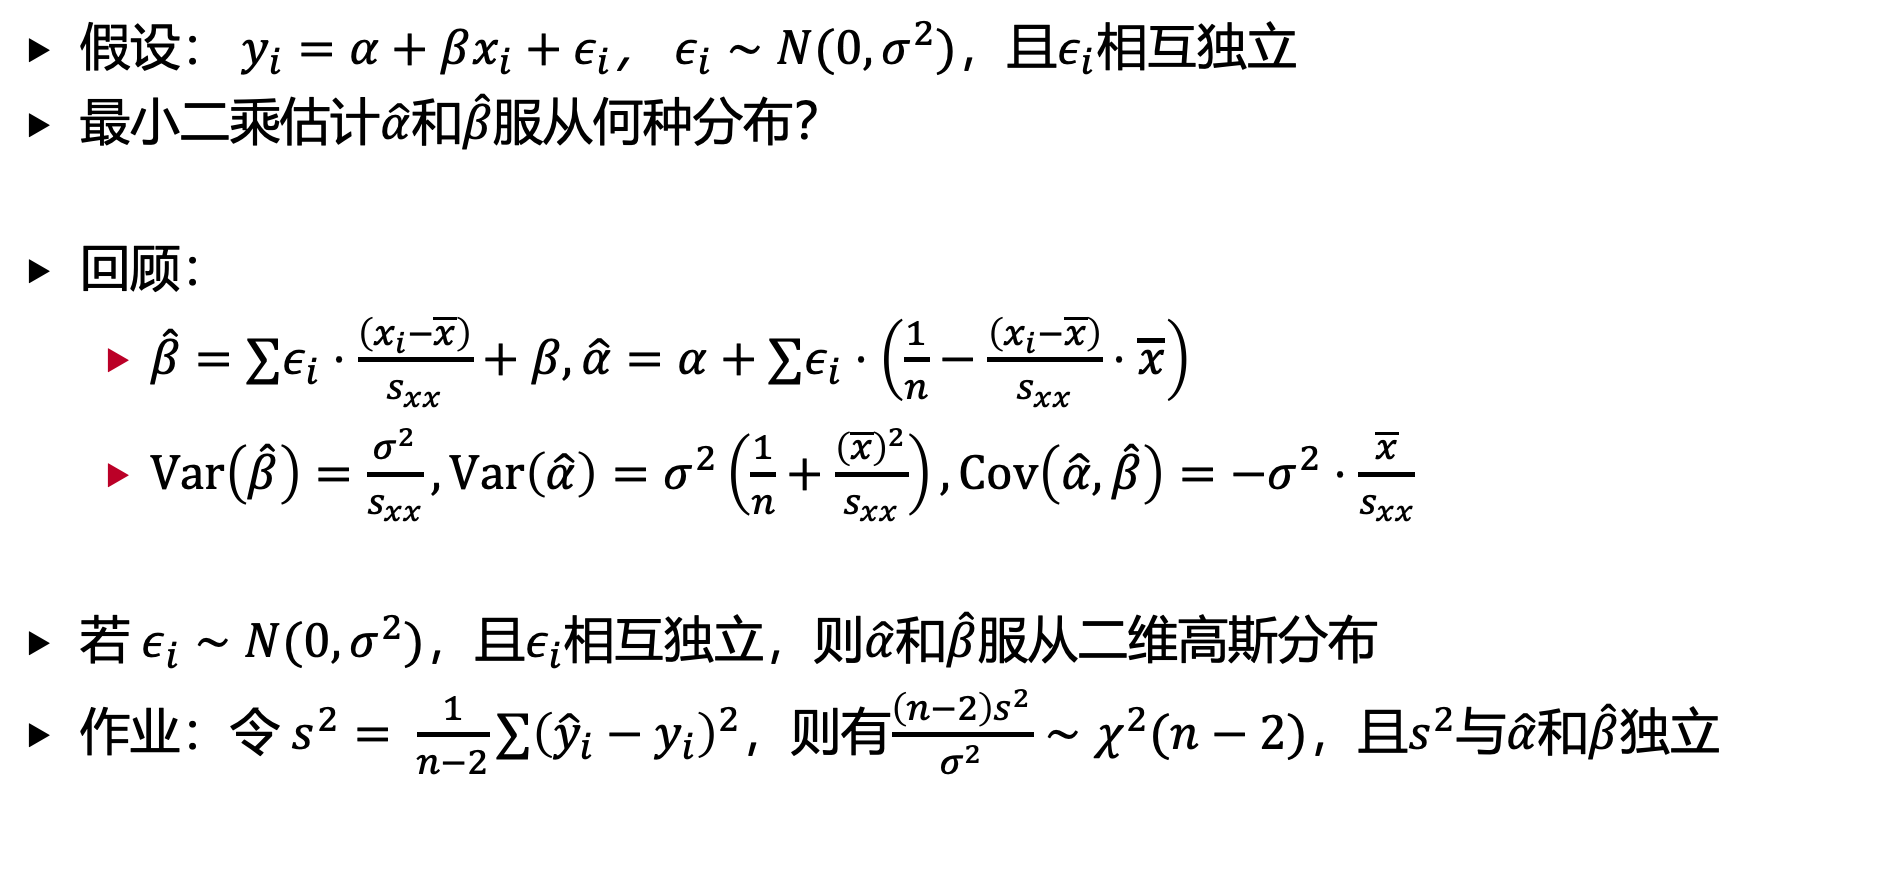 ▶ 假设： yᵢ = α + βxᵢ + ϵᵢ， ϵᵢ ~ N(0, σ²)，且ϵᵢ相互独立
▶ 最小二乘估计α̂和β̂服从何种分布？
▶ 回顾：
▶ β̂ = ∑ϵᵢ · (xᵢ−x̅)/sₓₓ + β, α̂ = α + ∑ϵᵢ · (1/n − (xᵢ−x̅)/sₓₓ · x̅)
▶ Var(β̂) = σ²/sₓₓ, Var(α̂) = σ² (1/n + (x̅)²/sₓₓ), Cov(α̂, β̂) = −σ² · x̅/sₓₓ
▶ 若 ϵᵢ ~ N(0, σ²)，且ϵᵢ相互独立，则α̂和β̂服从二维高斯分布
▶ 作业：令 s² = 1/(n−2) ∑(ŷᵢ − yᵢ)²，则有 (n−2)s²/σ² ~ χ²(n − 2)，且s²与α̂和β̂独立